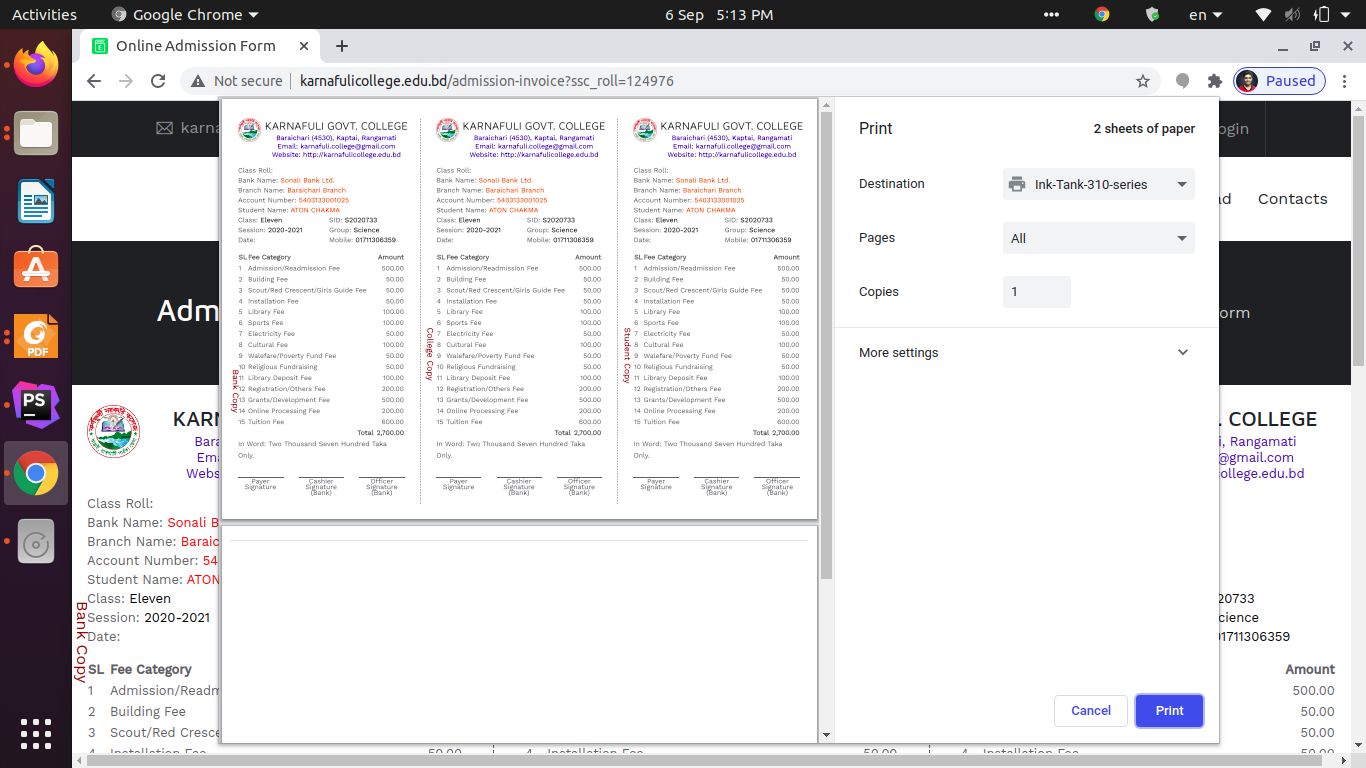 Activities
Google Chrome
6 Sep 5:13 PM
en
Online Admission Form
Not secure
karnafulicollege.edu.bd/admission-invoice?ssc_roll=124976
Paused
karna
ogin
ad
Contacts
Adm
orm
KARNAFULI GOVT. COLLEGE
Baraichari (4530), Kaptai, Rangamati
Email: karnafuli.college@gmail.com
Website: http://karnafulicollege.edu.bd
Class Roll:
Bank Name: Sonali Bank Ltd.
Branch Name: Baraichari Branch
Account Number: 5403133001025
Student Name: ATON CHAKMA
Class: Eleven SID: S2020733
Session: 2020-2021 Group: Science
Date: Mobile: 01711306359
SL Fee Category Amount
1 Admission/Readmission Fee 500.00
2 Building Fee 50.00
3 Scout/Red Crescent/Girls Guide Fee 50.00
4 Installation Fee 50.00
5 Library Fee 100.00
6 Sports Fee 100.00
7 Electricity Fee 50.00
8 Cultural Fee 100.00
9 Walefare/Poverty Fund Fee 50.00
10 Religious Fundraising 50.00
11 Library Deposit Fee 100.00
12 Registration/Others Fee 200.00
13 Grants/Development Fee 500.00
14 Online Processing Fee 200.00
15 Tuition Fee 600.00
Total 2,700.00
In Word: Two Thousand Seven Hundred Taka
Only.
Payer Signature
Cashier Signature (Bank)
Officer Signature (Bank)
Bank Copy
KARNAFULI GOVT. COLLEGE
Baraichari (4530), Kaptai, Rangamati
Email: karnafuli.college@gmail.com
Website: http://karnafulicollege.edu.bd
Class Roll:
Bank Name: Sonali Bank Ltd.
Branch Name: Baraichari Branch
Account Number: 5403133001025
Student Name: ATON CHAKMA
Class: Eleven SID: S2020733
Session: 2020-2021 Group: Science
Date: Mobile: 01711306359
SL Fee Category Amount
1 Admission/Readmission Fee 500.00
2 Building Fee 50.00
3 Scout/Red Crescent/Girls Guide Fee 50.00
4 Installation Fee 50.00
5 Library Fee 100.00
6 Sports Fee 100.00
7 Electricity Fee 50.00
8 Cultural Fee 100.00
9 Walefare/Poverty Fund Fee 50.00
10 Religious Fundraising 50.00
11 Library Deposit Fee 100.00
12 Registration/Others Fee 200.00
13 Grants/Development Fee 500.00
14 Online Processing Fee 200.00
15 Tuition Fee 600.00
Total 2,700.00
In Word: Two Thousand Seven Hundred Taka
Only.
Payer Signature
Cashier Signature (Bank)
Officer Signature (Bank)
College Copy
KARNAFULI GOVT. COLLEGE
Baraichari (4530), Kaptai, Rangamati
Email: karnafuli.college@gmail.com
Website: http://karnafulicollege.edu.bd
Class Roll:
Bank Name: Sonali Bank Ltd.
Branch Name: Baraichari Branch
Account Number: 5403133001025
Student Name: ATON CHAKMA
Class: Eleven SID: S2020733
Session: 2020-2021 Group: Science
Date: Mobile: 01711306359
SL Fee Category Amount
1 Admission/Readmission Fee 500.00
2 Building Fee 50.00
3 Scout/Red Crescent/Girls Guide Fee 50.00
4 Installation Fee 50.00
5 Library Fee 100.00
6 Sports Fee 100.00
7 Electricity Fee 50.00
8 Cultural Fee 100.00
9 Walefare/Poverty Fund Fee 50.00
10 Religious Fundraising 50.00
11 Library Deposit Fee 100.00
12 Registration/Others Fee 200.00
13 Grants/Development Fee 500.00
14 Online Processing Fee 200.00
15 Tuition Fee 600.00
Total 2,700.00
In Word: Two Thousand Seven Hundred Taka
Only.
Payer Signature
Cashier Signature (Bank)
Officer Signature (Bank)
Student Copy
Print
2 sheets of paper
Destination
Ink-Tank-310-series
Pages
All
Copies
1
More settings
Cancel
Print
PDF
PS
KARN
Bara
Ema
Webs
Class Roll:
Bank Name: Sonali B
Branch Name: Baraic
Account Number: 54
Student Name: ATON
Class: Eleven
Session: 2020-2021
Date:
Bank Copy
SL Fee Category
1 Admission/Readm
2 Building Fee
3 Scout/Red Cresce
4 Installation Fee 50.00
4 Installation Fee 50.00
4 Installation Fee 50.00
. COLLEGE
i, Rangamati
@gmail.com
ollege.edu.bd
2020733
cience
01711306359
Amount
500.00
50.00
50.00